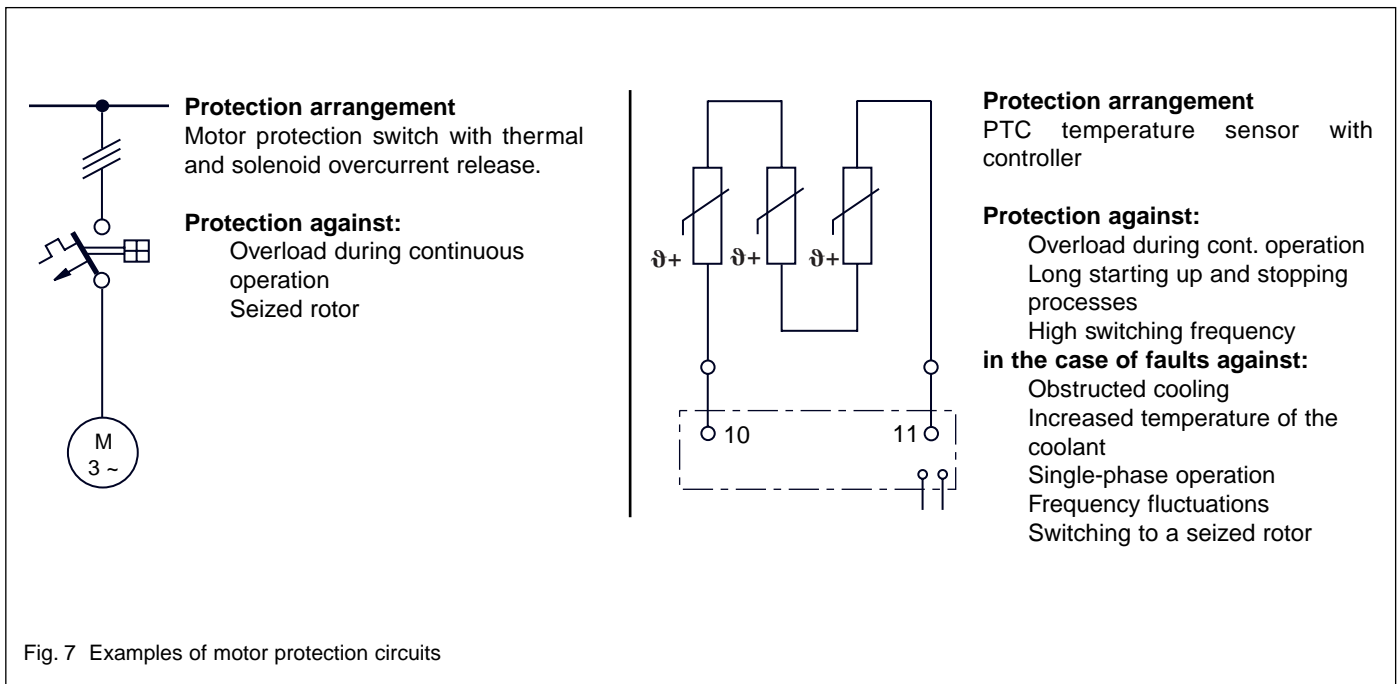 Protection arrangement
Motor protection switch with thermal
and solenoid overcurrent release.
Protection against:
Overload during continuous
operation
Seized rotor
M
3 ~
ϑ+ ϑ+ ϑ+
10 11
Protection arrangement
PTC temperature sensor with
controller
Protection against:
Overload during cont. operation
Long starting up and stopping
processes
High switching frequency
in the case of faults against:
Obstructed cooling
Increased temperature of the
coolant
Single-phase operation
Frequency fluctuations
Switching to a seized rotor
Fig. 7 Examples of motor protection circuits